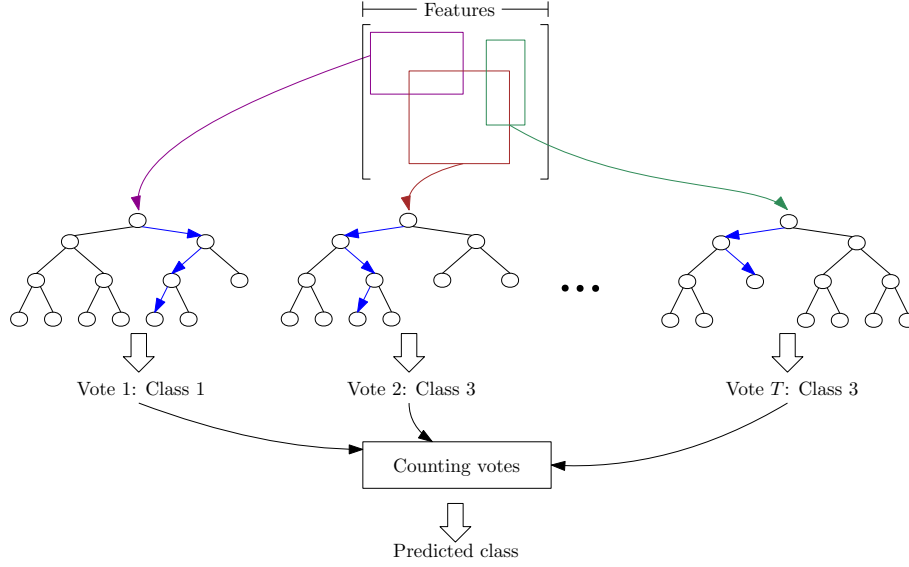 Features
Vote 1: Class 1
Vote 2: Class 3
Vote T: Class 3
Counting votes
Predicted class